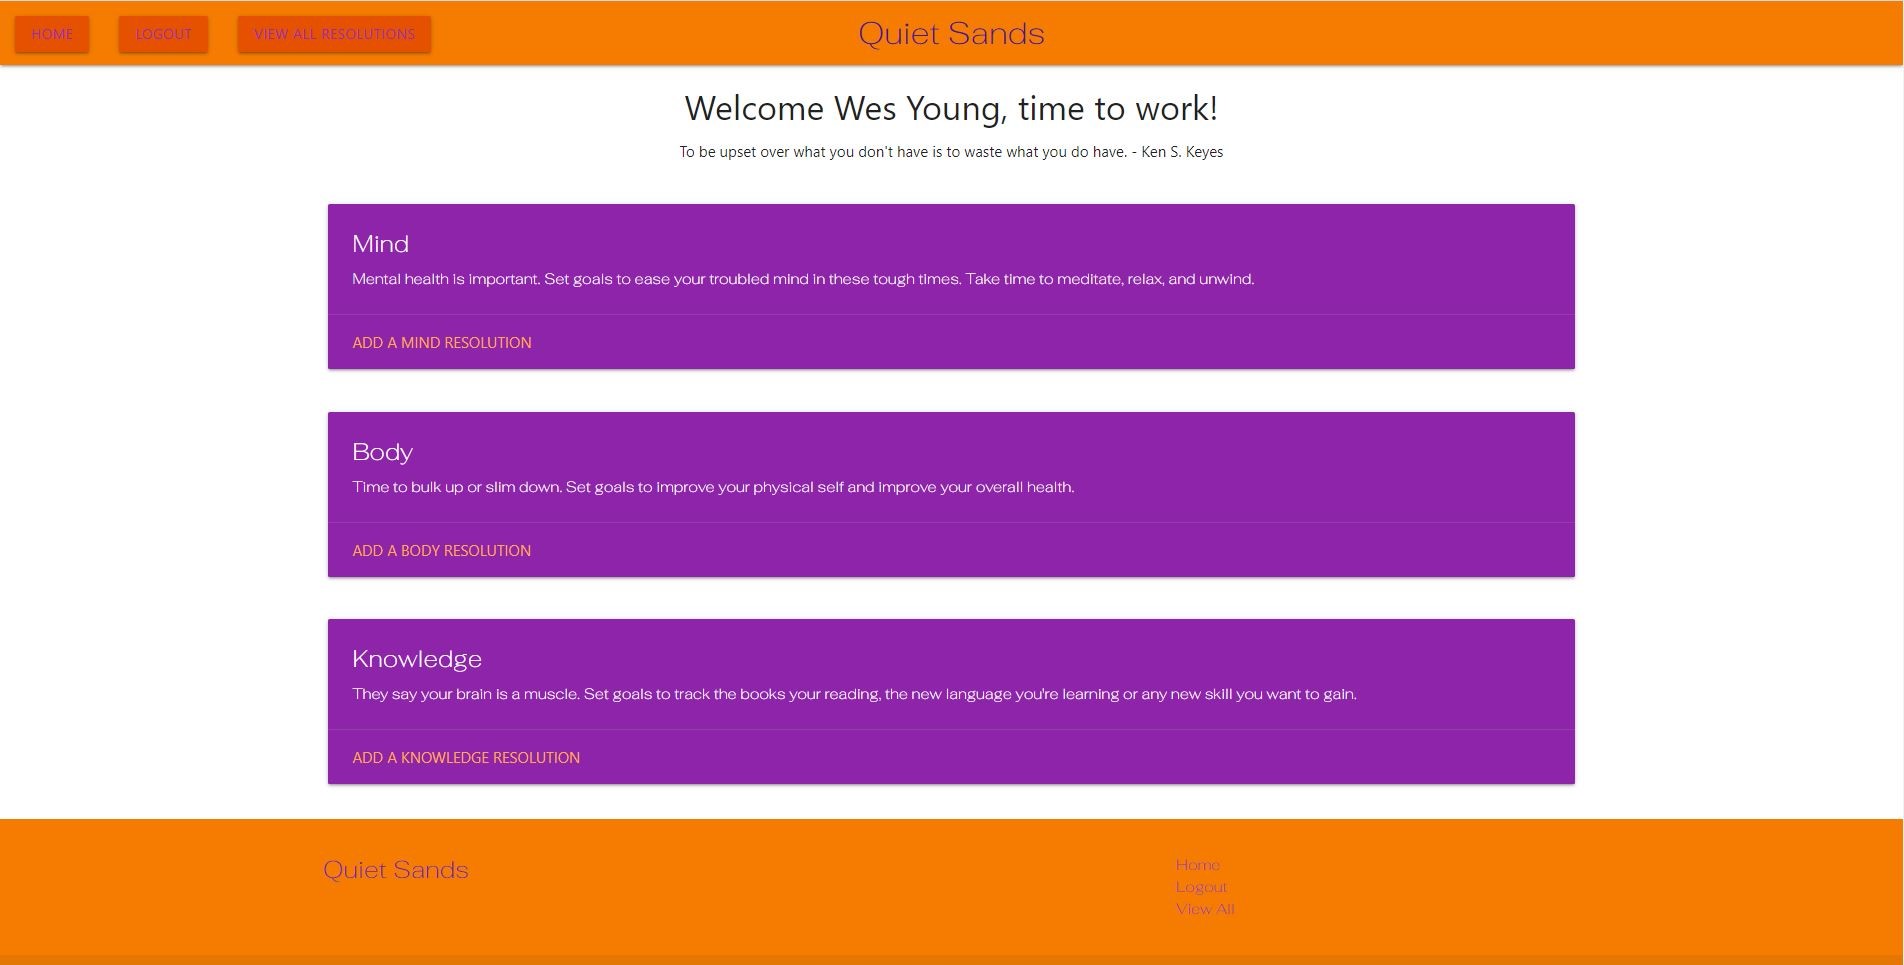 HOME LOGOUT VIEW ALL RESOLUTIONS Quiet Sands
Welcome Wes Young, time to work!
To be upset over what you don't have is to waste what you do have. - Ken S. Keyes
Mind
Mental health is important. Set goals to ease your troubled mind in these tough times. Take time to meditate, relax, and unwind.
ADD A MIND RESOLUTION
Body
Time to bulk up or slim down. Set goals to improve your physical self and improve your overall health.
ADD A BODY RESOLUTION
Knowledge
They say your brain is a muscle. Set goals to track the books your reading, the new language you're learning or any new skill you want to gain.
ADD A KNOWLEDGE RESOLUTION
Quiet Sands
Home
Logout
View All